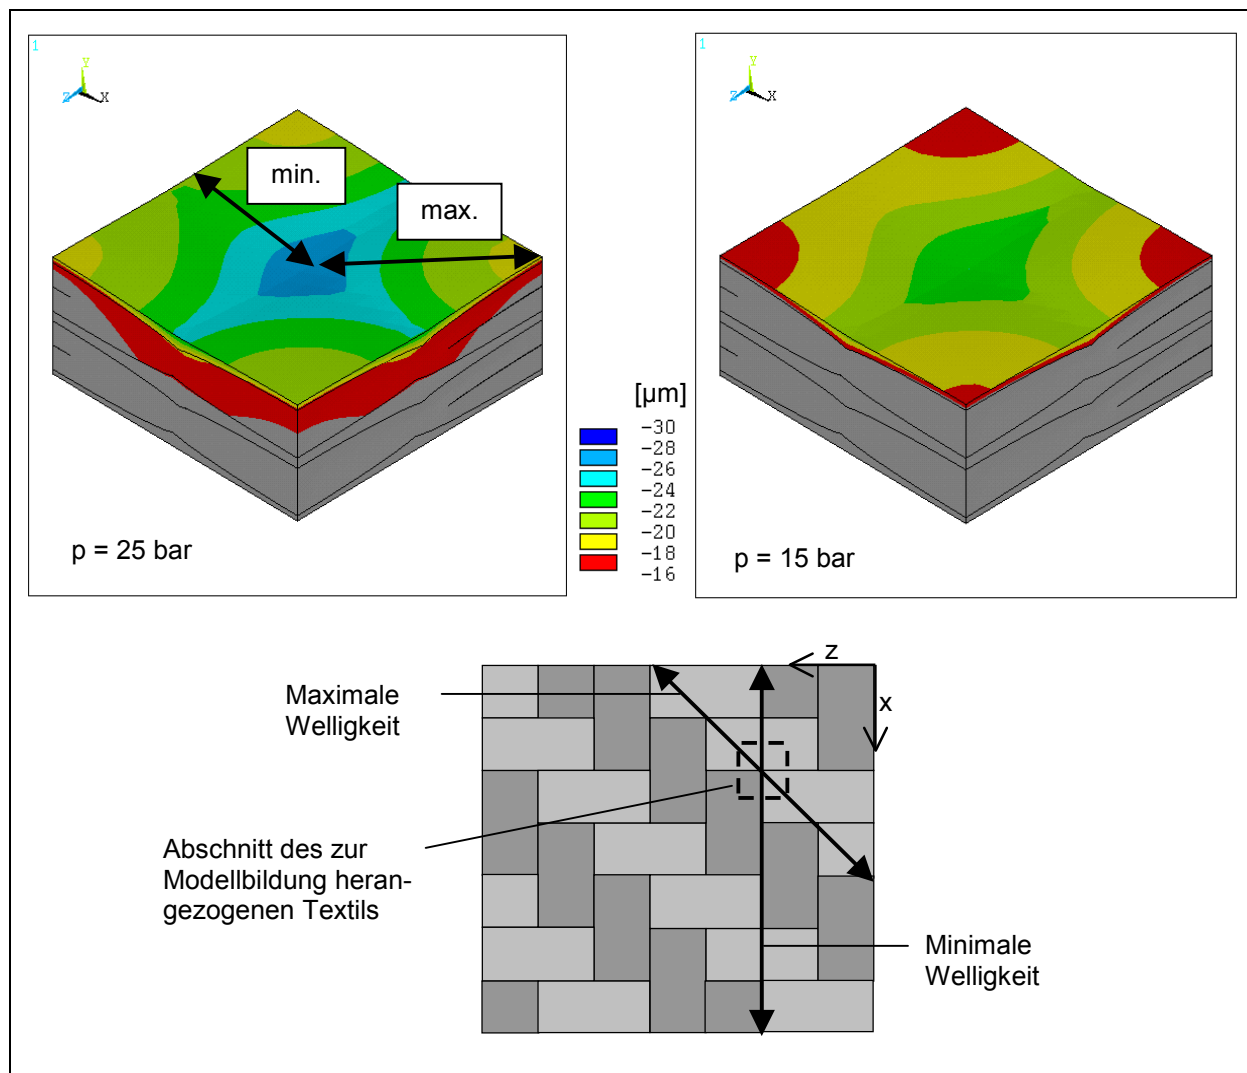 1
Y
Z
X
min.
max.
p = 25 bar
[µm]
-30
-28
-26
-24
-22
-20
-18
-16
1
Y
Z
X
p = 15 bar
Maximale
Welligkeit
z
x
Abschnitt des zur
Modellbildung heran-
gezogenen Textils
Minimale
Welligkeit